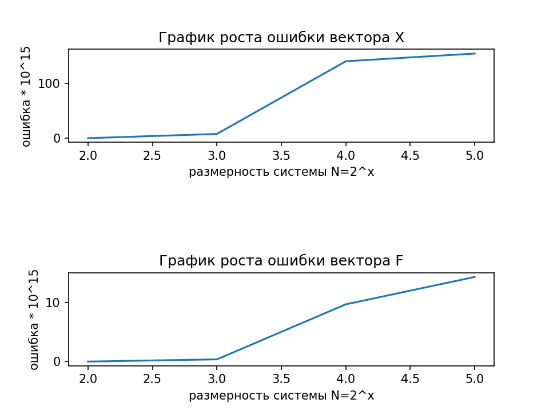 График роста ошибки вектора X
ошибка * 10^15
100
0
2.0 2.5 3.0 3.5 4.0 4.5 5.0
размерность системы N=2^x
График роста ошибки вектора F
ошибка * 10^15
10
0
2.0 2.5 3.0 3.5 4.0 4.5 5.0
размерность системы N=2^x